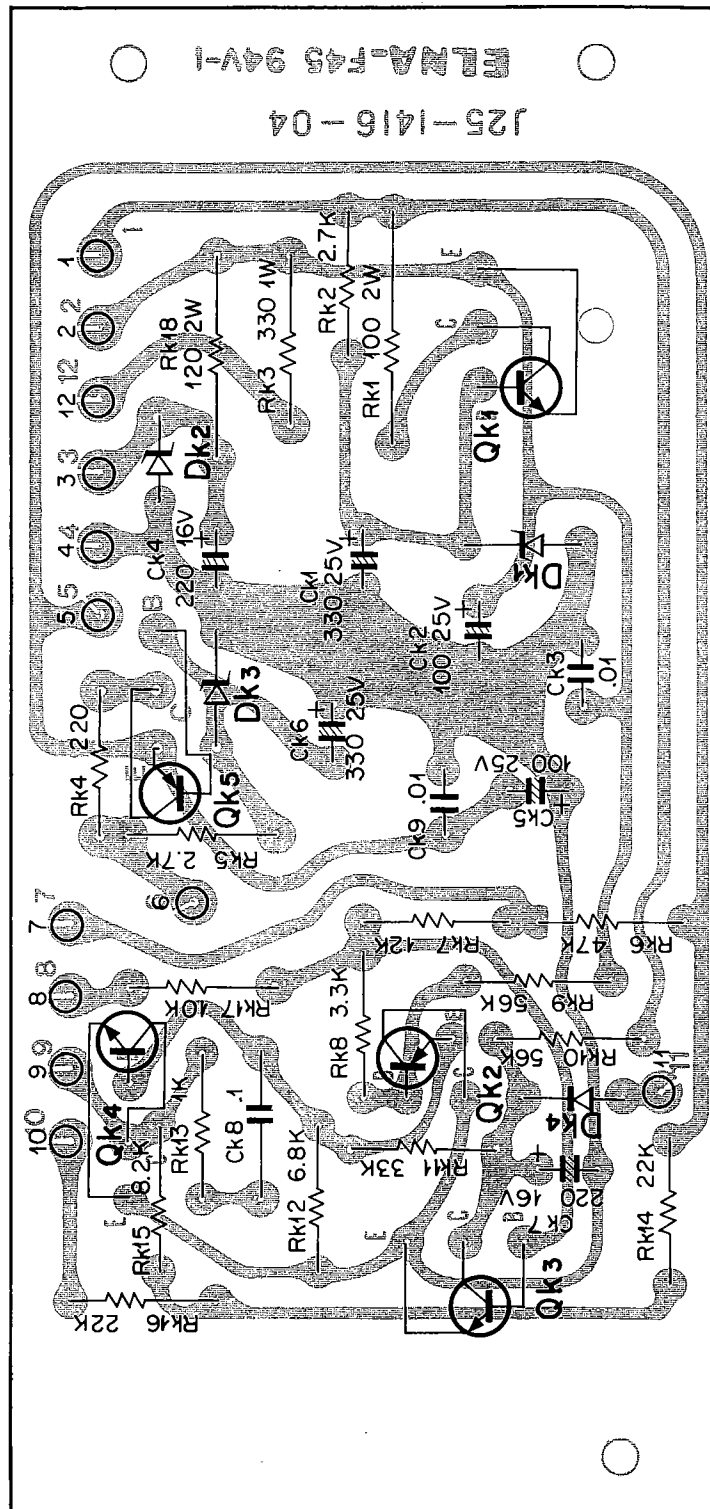 ELNA-F45 94V-1
J25-1416-04
1 1
2 2
12 12
3 3
4 4
5 5
6
7 7
8 8
9 9
10 10
11 11
Rk18
120 2W
Rk3
330 1W
Rk2 2.7K
Rk1 100 2W
E
C
Qk1
Dk2
Ck4
220 16V
Ck1
330 25V
Dk1
Ck2
100 25V
Ck3
.01
B
C
Dk3
Ck6
330 25V
Rk4 220
Qk5
Rk5
2.7K
Ck9 .01
Ck5
100
25V
Rk7
12K
Rk6
47K
Rk17
10K
Rk8 3.3K
Rk9
56K
Rk10
56K
E
B
C
Qk2
Qk4
Rk13 1K
Ck8 .1
Dk4
Rk15 8.2K
Rk12 6.8K
Rk11
33K
Ck7
220
16V
Rk14 22K
E
E
C
B
Qk3
Rk16
22K